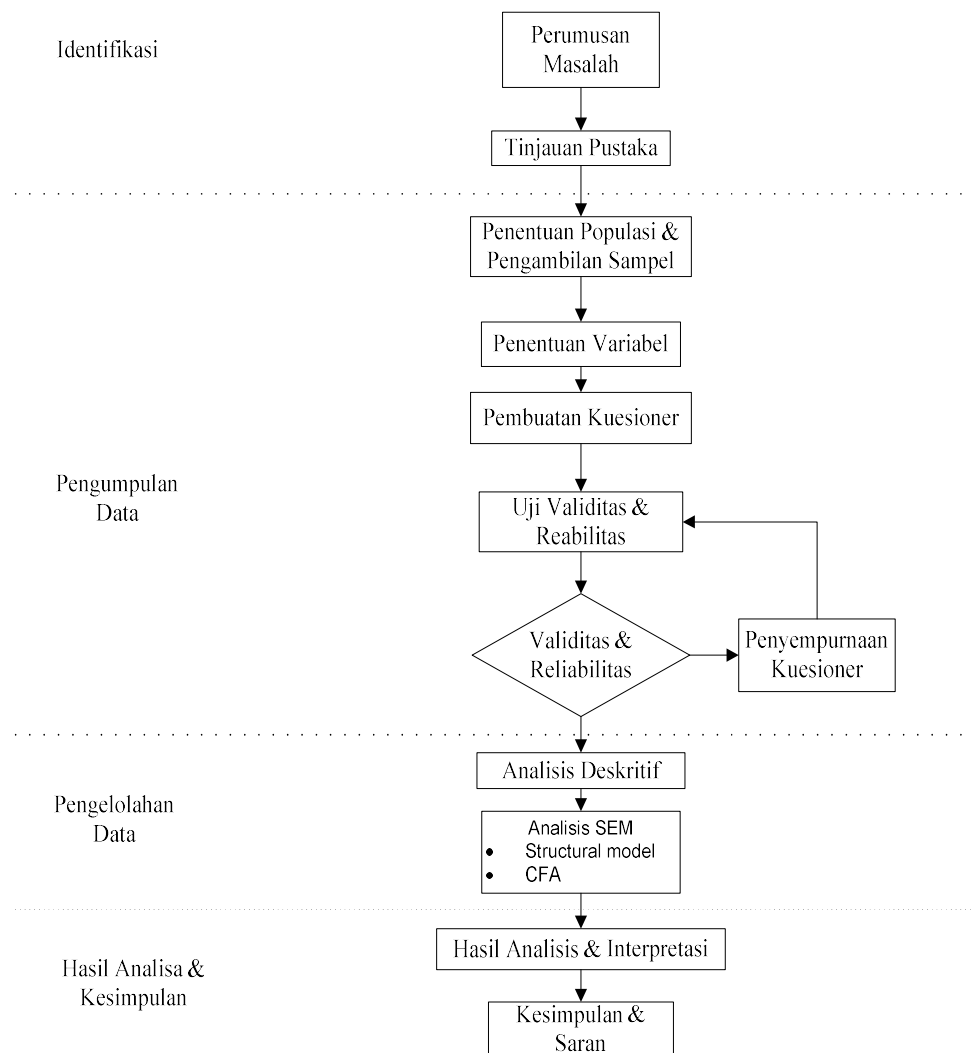 Identifikasi
Perumusan
Masalah
Tinjauan Pustaka
Penentuan Populasi &
Pengambilan Sampel
Penentuan Variabel
Pembuatan Kuesioner
Pengumpulan
Data
Uji Validitas &
Reabilitas
Validitas &
Reliabilitas
Penyempurnaan
Kuesioner
Analisis Deskritif
Pengelolahan
Data
Analisis SEM
• Structural model
• CFA
Hasil Analisis & Interpretasi
Hasil Analisa &
Kesimpulan
Kesimpulan &
Saran